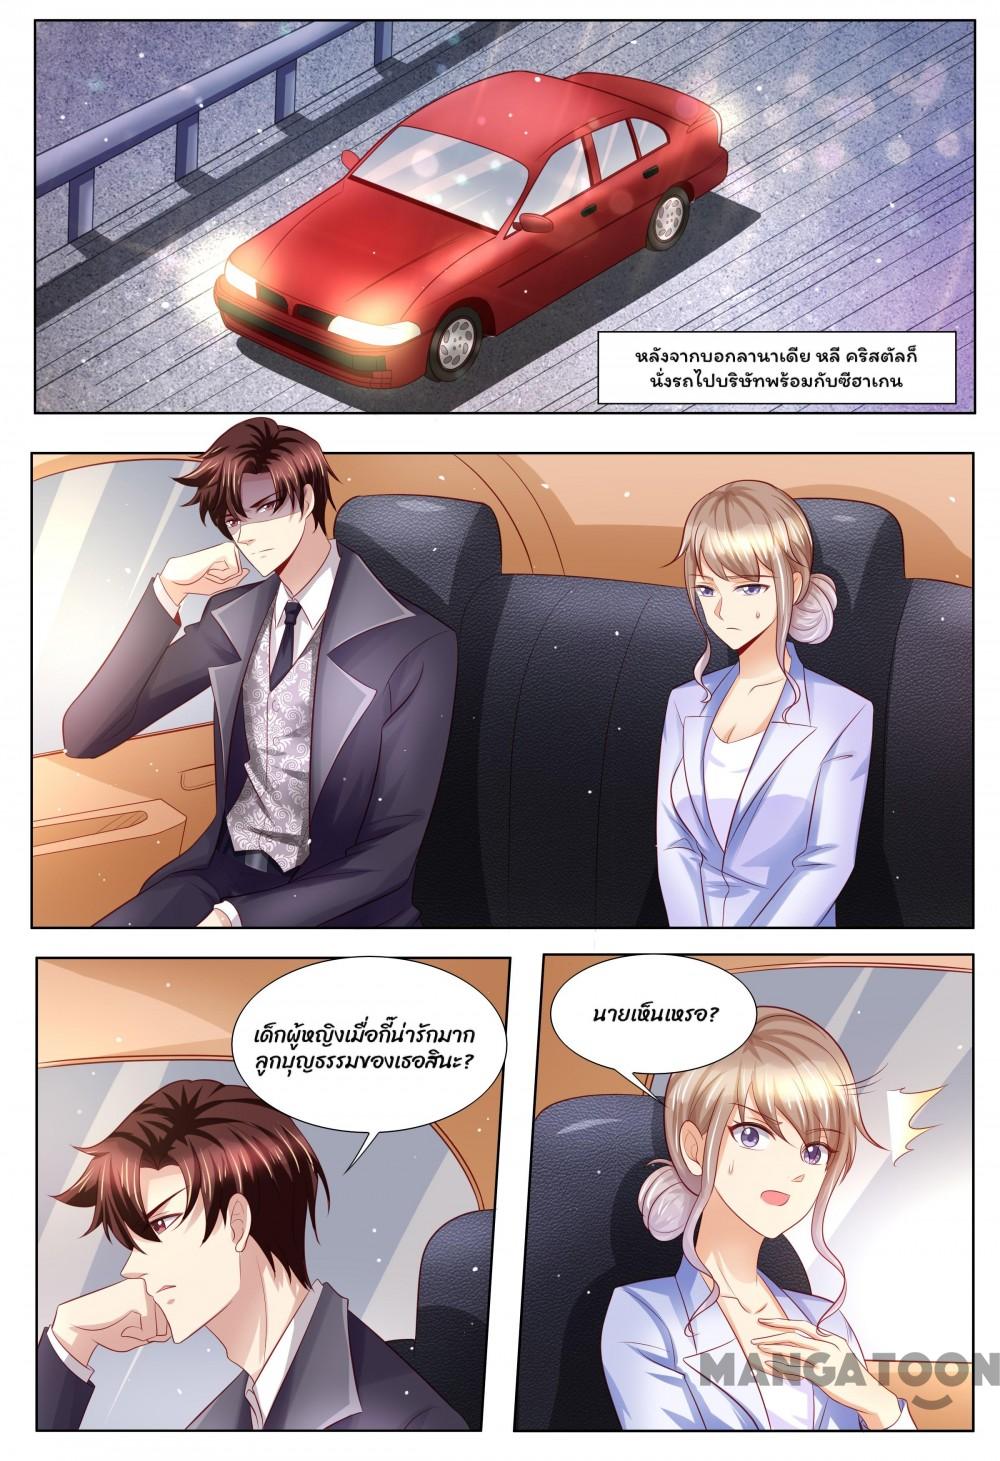 หลังจากบอกลานาเดีย หลี คริสตัลก็
นั่งรถไปบริษัทพร้อมกับซีฮาเกน
เด็กผู้หญิงเมื่อกี๊น่ารักมาก
ลูกบุญธรรมของเธอสินะ?
นายเห็นเหรอ?
MANGATOON